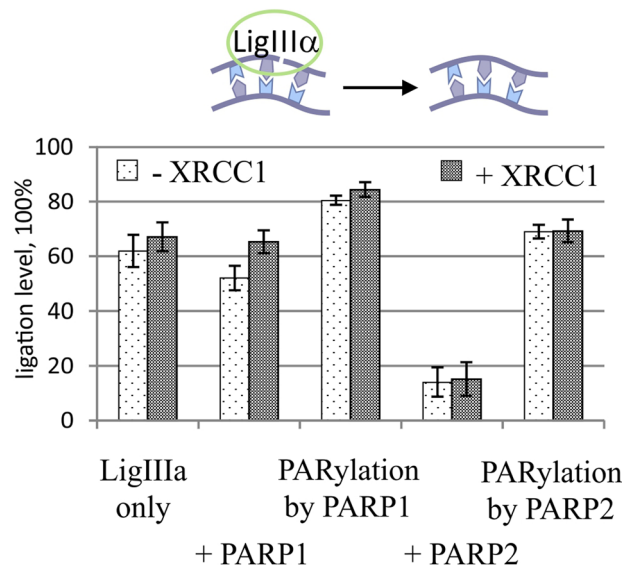 LigIIIα
100
80
60
40
20
0
ligation level, 100%
- XRCC1
+ XRCC1
LigIIIa
only
+ PARP1
PARylation
by PARP1
+ PARP2
PARylation
by PARP2